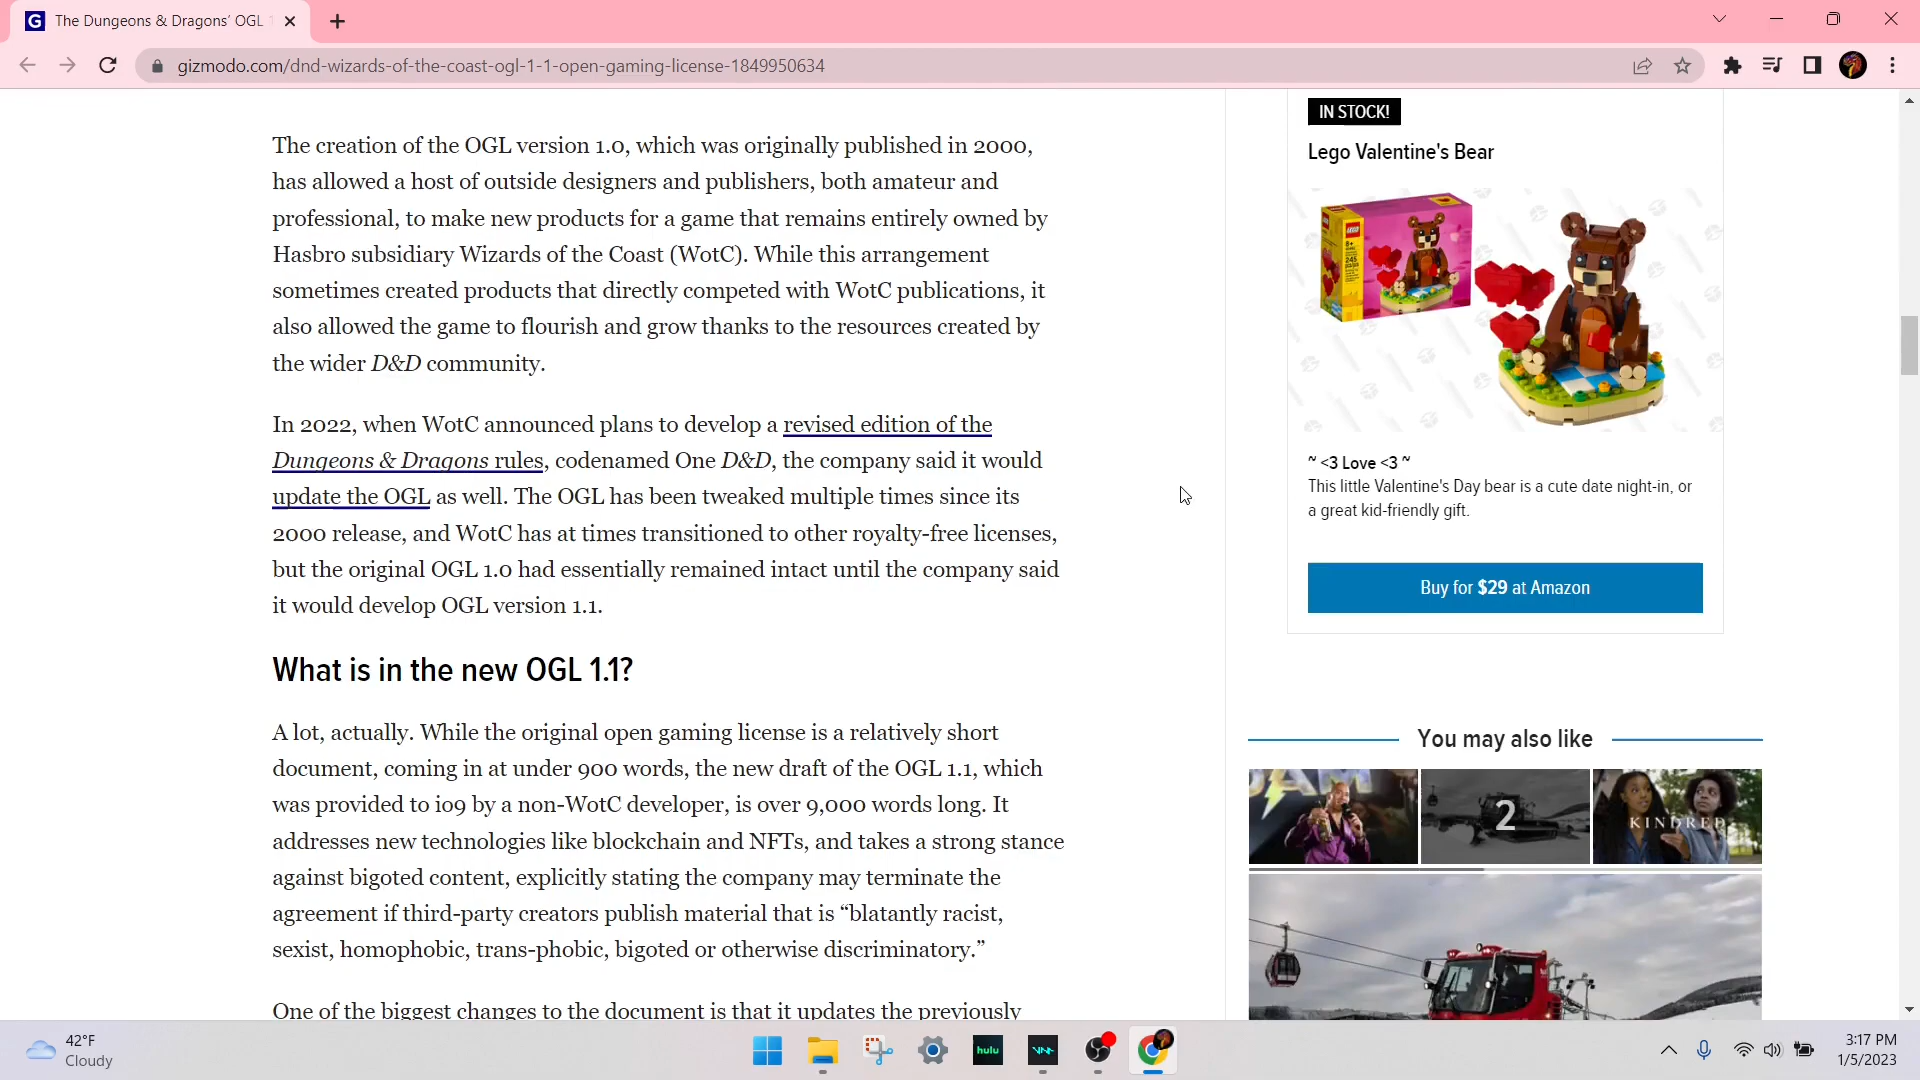 The Dungeons & Dragons' OGL
gizmodo.com/dnd-wizards-of-the-coast-ogl-1-1-open-gaming-license-1849950634
The creation of the OGL version 1.0, which was originally published in 2000,
has allowed a host of outside designers and publishers, both amateur and
professional, to make new products for a game that remains entirely owned by
Hasbro subsidiary Wizards of the Coast (WotC). While this arrangement
sometimes created products that directly competed with WotC publications, it
also allowed the game to flourish and grow thanks to the resources created by
the wider D&D community.
In 2022, when WotC announced plans to develop a revised edition of the
Dungeons & Dragons rules, codenamed One D&D, the company said it would
update the OGL as well. The OGL has been tweaked multiple times since its
2000 release, and WotC has at times transitioned to other royalty-free licenses,
but the original OGL 1.0 had essentially remained intact until the company said
it would develop OGL version 1.1.
What is in the new OGL 1.1?
A lot, actually. While the original open gaming license is a relatively short
document, coming in at under 900 words, the new draft of the OGL 1.1, which
was provided to io9 by a non-WotC developer, is over 9,000 words long. It
addresses new technologies like blockchain and NFTs, and takes a strong stance
against bigoted content, explicitly stating the company may terminate the
agreement if third-party creators publish material that is “blatantly racist,
sexist, homophobic, trans-phobic, bigoted or otherwise discriminatory.”
One of the biggest changes to the document is that it updates the previously
IN STOCK!
Lego Valentine's Bear
LEGO
8+
245
~ <3 Love <3 ~
This little Valentine's Day bear is a cute date night-in, or
a great kid-friendly gift.
Buy for $29 at Amazon
You may also like
2
KINDRED
42°F
Cloudy
hulu
VN
3:17 PM
1/5/2023